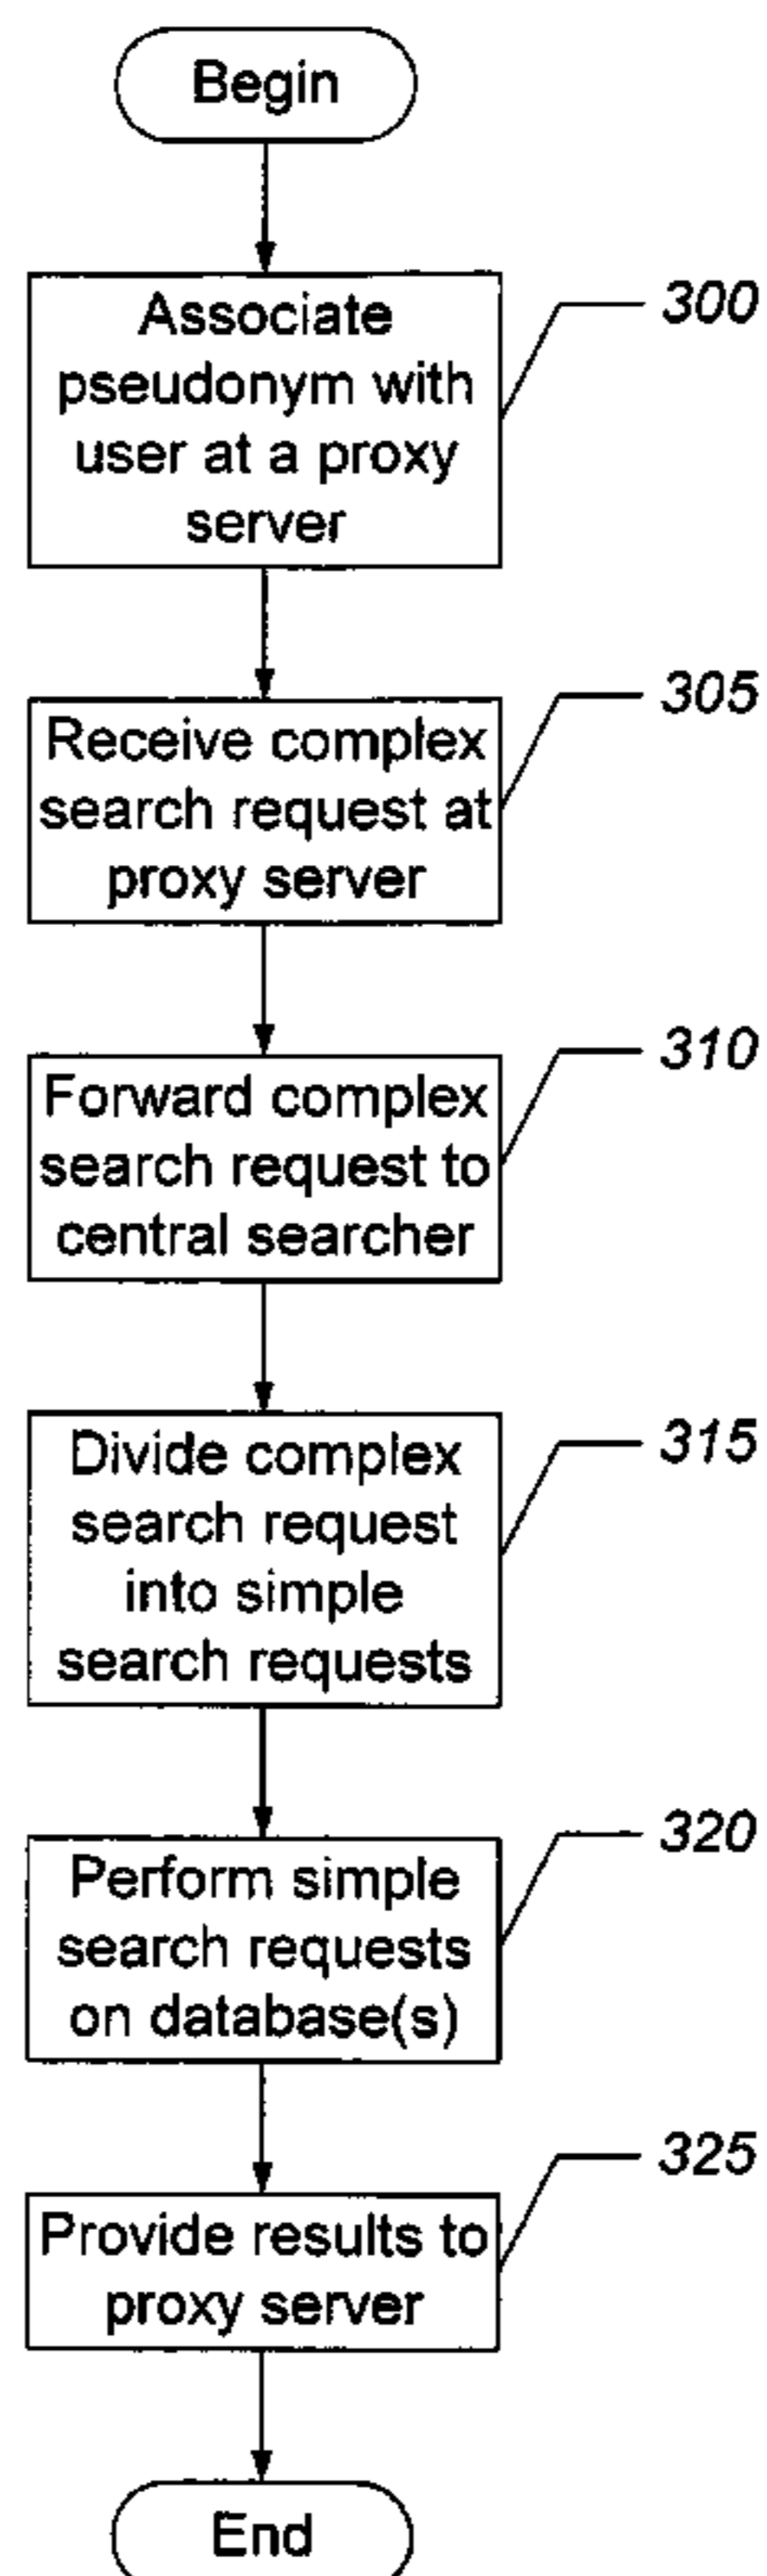 Begin
Associate
pseudonym with
user at a proxy
server
300
Receive complex
search request at
proxy server
305
Forward complex
search request to
central searcher
310
Divide complex
search request
into simple
search requests
315
Perform simple
search requests
on database(s)
320
Provide results to
proxy server
325
End